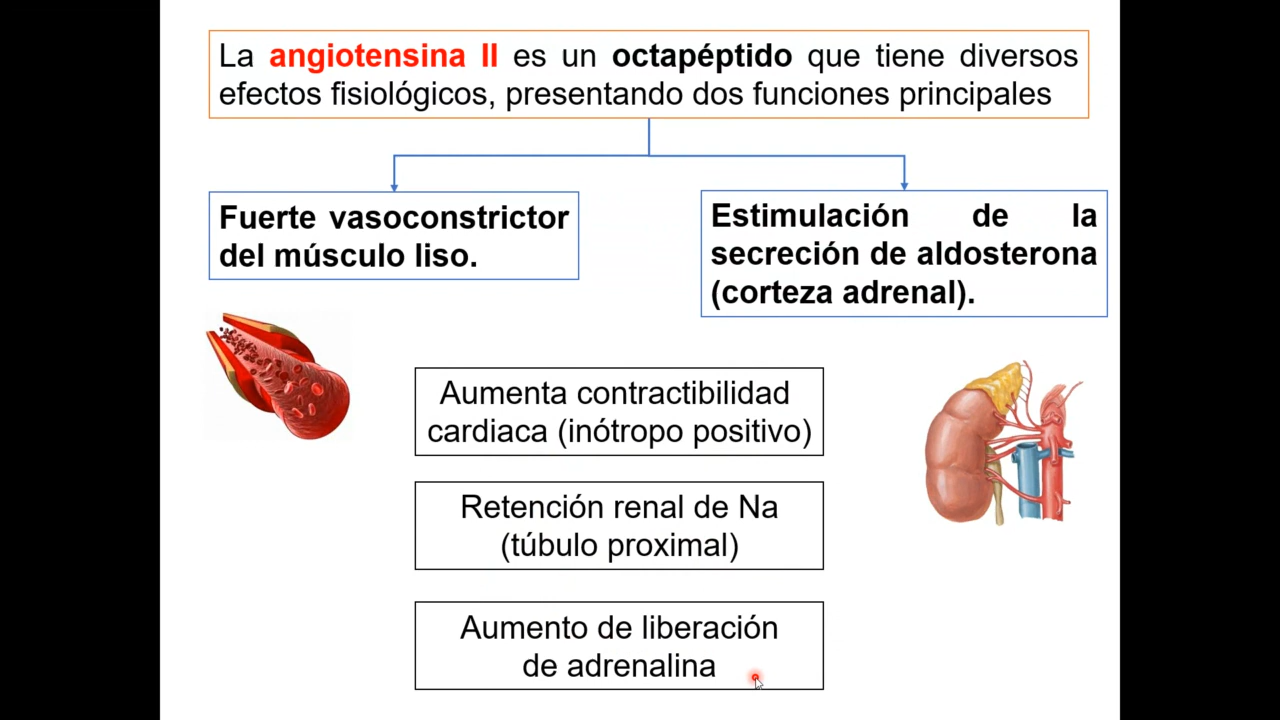 La angiotensina II es un octapéptido que tiene diversos
efectos fisiológicos, presentando dos funciones principales
Fuerte vasoconstrictor
del músculo liso.
Estimulación de la
secreción de aldosterona
(corteza adrenal).
Aumenta contractibilidad
cardiaca (inótropo positivo)
Retención renal de Na
(túbulo proximal)
Aumento de liberación
de adrenalina